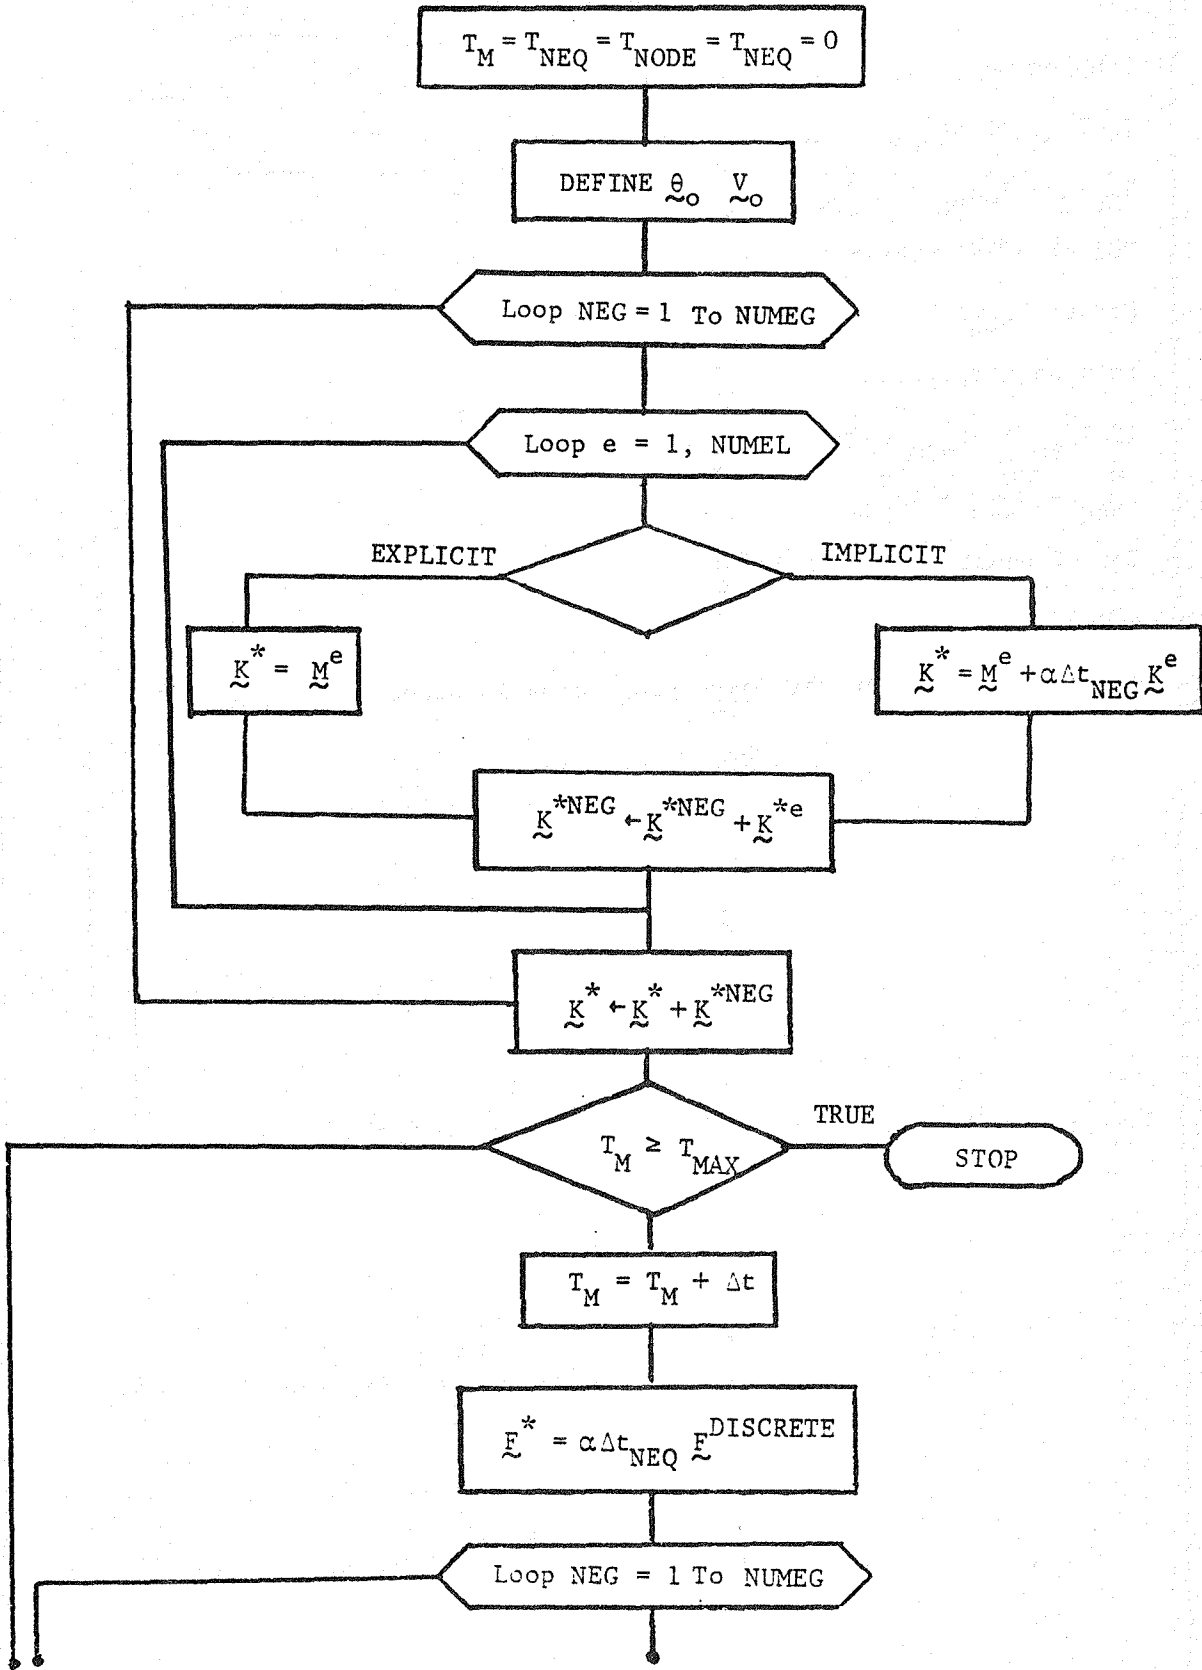 T_M = T_NEQ = T_NODE = T_NEQ = 0
DEFINE θ_o V_o
Loop NEG = 1 To NUMEG
Loop e = 1, NUMEL
EXPLICIT
IMPLICIT
K^* = M^e
K^* = M^e + αΔt_NEG K^e
K^*NEG ← K^*NEG + K^*e
K^* ← K^* + K^*NEG
T_M ≥ T_MAX
TRUE
STOP
T_M = T_M + Δt
F^* = αΔt_NEQ F^DISCRETE
Loop NEG = 1 To NUMEG